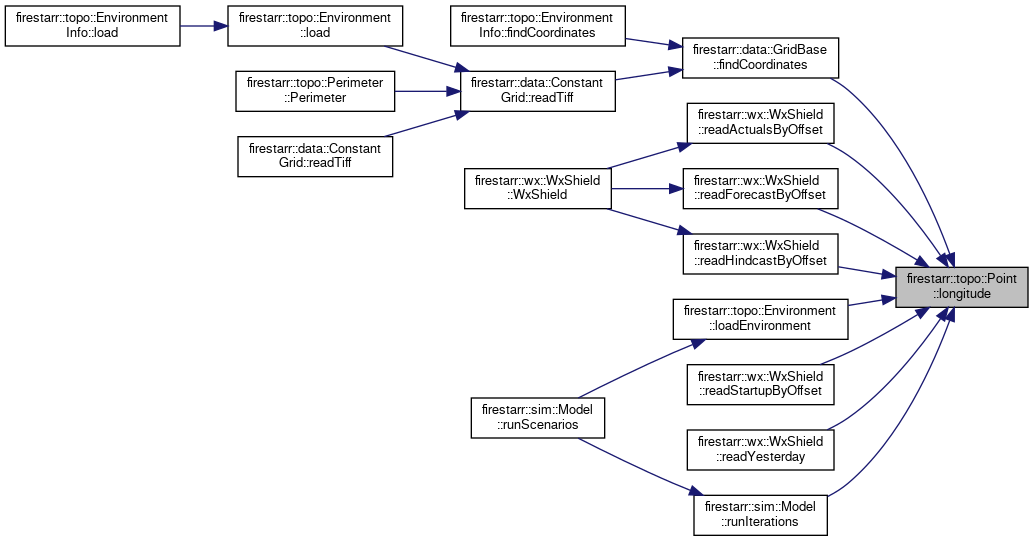 firestarr::topo::Environment
Info::load
firestarr::topo::Environment
::load
firestarr::topo::Environment
Info::findCoordinates
firestarr::data::GridBase
::findCoordinates
firestarr::topo::Perimeter
::Perimeter
firestarr::data::Constant
Grid::readTiff
firestarr::data::Constant
Grid::readTiff
firestarr::wx::WxShield
::readActualsByOffset
firestarr::wx::WxShield
::WxShield
firestarr::wx::WxShield
::readForecastByOffset
firestarr::wx::WxShield
::readHindcastByOffset
firestarr::topo::Point
::longitude
firestarr::topo::Environment
::loadEnvironment
firestarr::wx::WxShield
::readStartupByOffset
firestarr::sim::Model
::runScenarios
firestarr::wx::WxShield
::readYesterday
firestarr::sim::Model
::runIterations